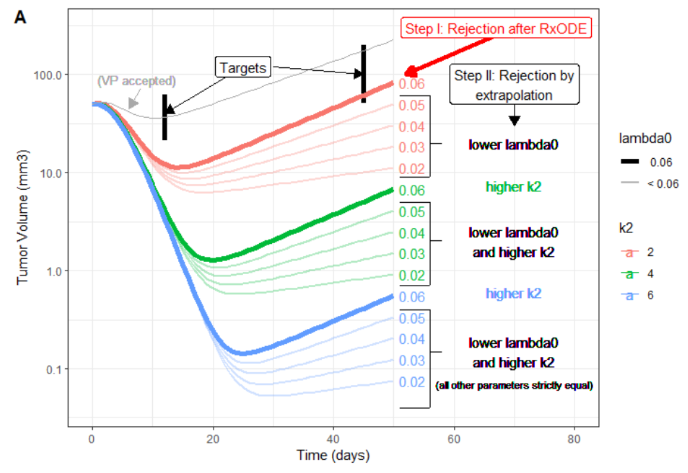 A
Step I: Rejection after RxODE
Targets
(VP accepted)
Step II: Rejection by
extrapolation
100.0
10.0
1.0
0.1
Tumor Volume (mm3)
0.06
0.05
0.04
0.03
0.02
lower lambda0
0.06
higher k2
0.05
0.04
0.03
0.02
lower lambda0
and higher k2
0.06
higher k2
0.05
0.04
0.03
0.02
lower lambda0
and higher k2
(all other parameters strictly equal)
0
20
40
60
80
Time (days)
lambda0
0.06
< 0.06
k2
a 2
a 4
a 6